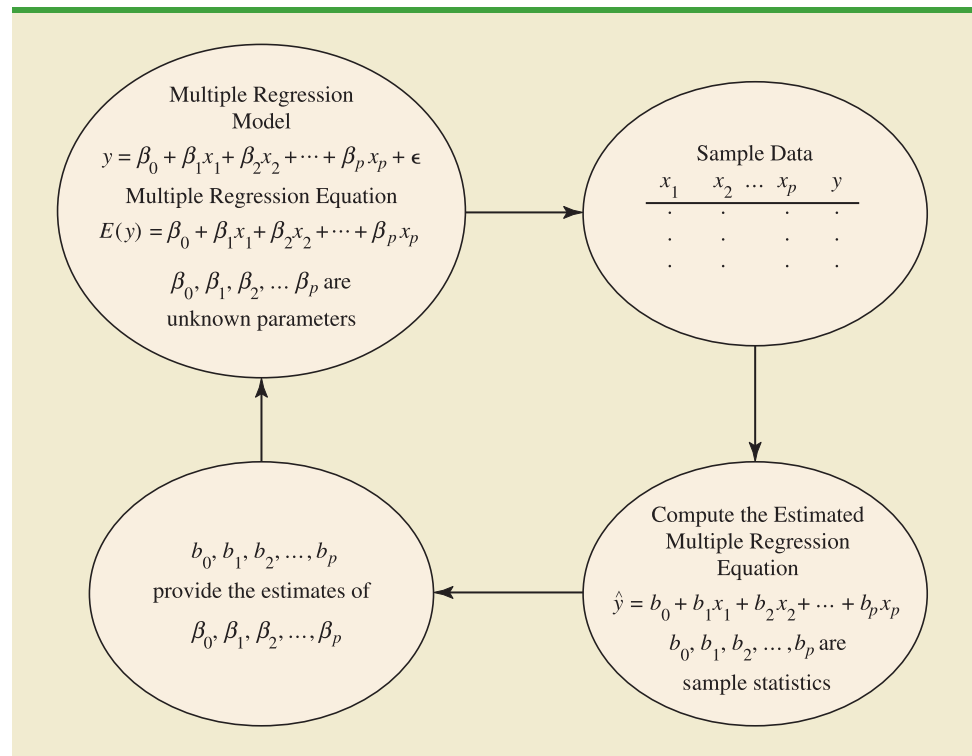 Multiple Regression
Model
y = β₀ + β₁x₁ + β₂x₂ + ⋯ + βₚxₚ + ϵ
Multiple Regression Equation
E(y) = β₀ + β₁x₁ + β₂x₂ + ⋯ + βₚxₚ
β₀, β₁, β₂, … βₚ are
unknown parameters
Sample Data
x₁ x₂ … xₚ y
. . . .
. . . .
. . . .
Compute the Estimated
Multiple Regression
Equation
ŷ = b₀ + b₁x₁ + b₂x₂ + … + bₚxₚ
b₀, b₁, b₂, … , bₚ are
sample statistics
b₀, b₁, b₂, … , bₚ
provide the estimates of
β₀, β₁, β₂, … , βₚ